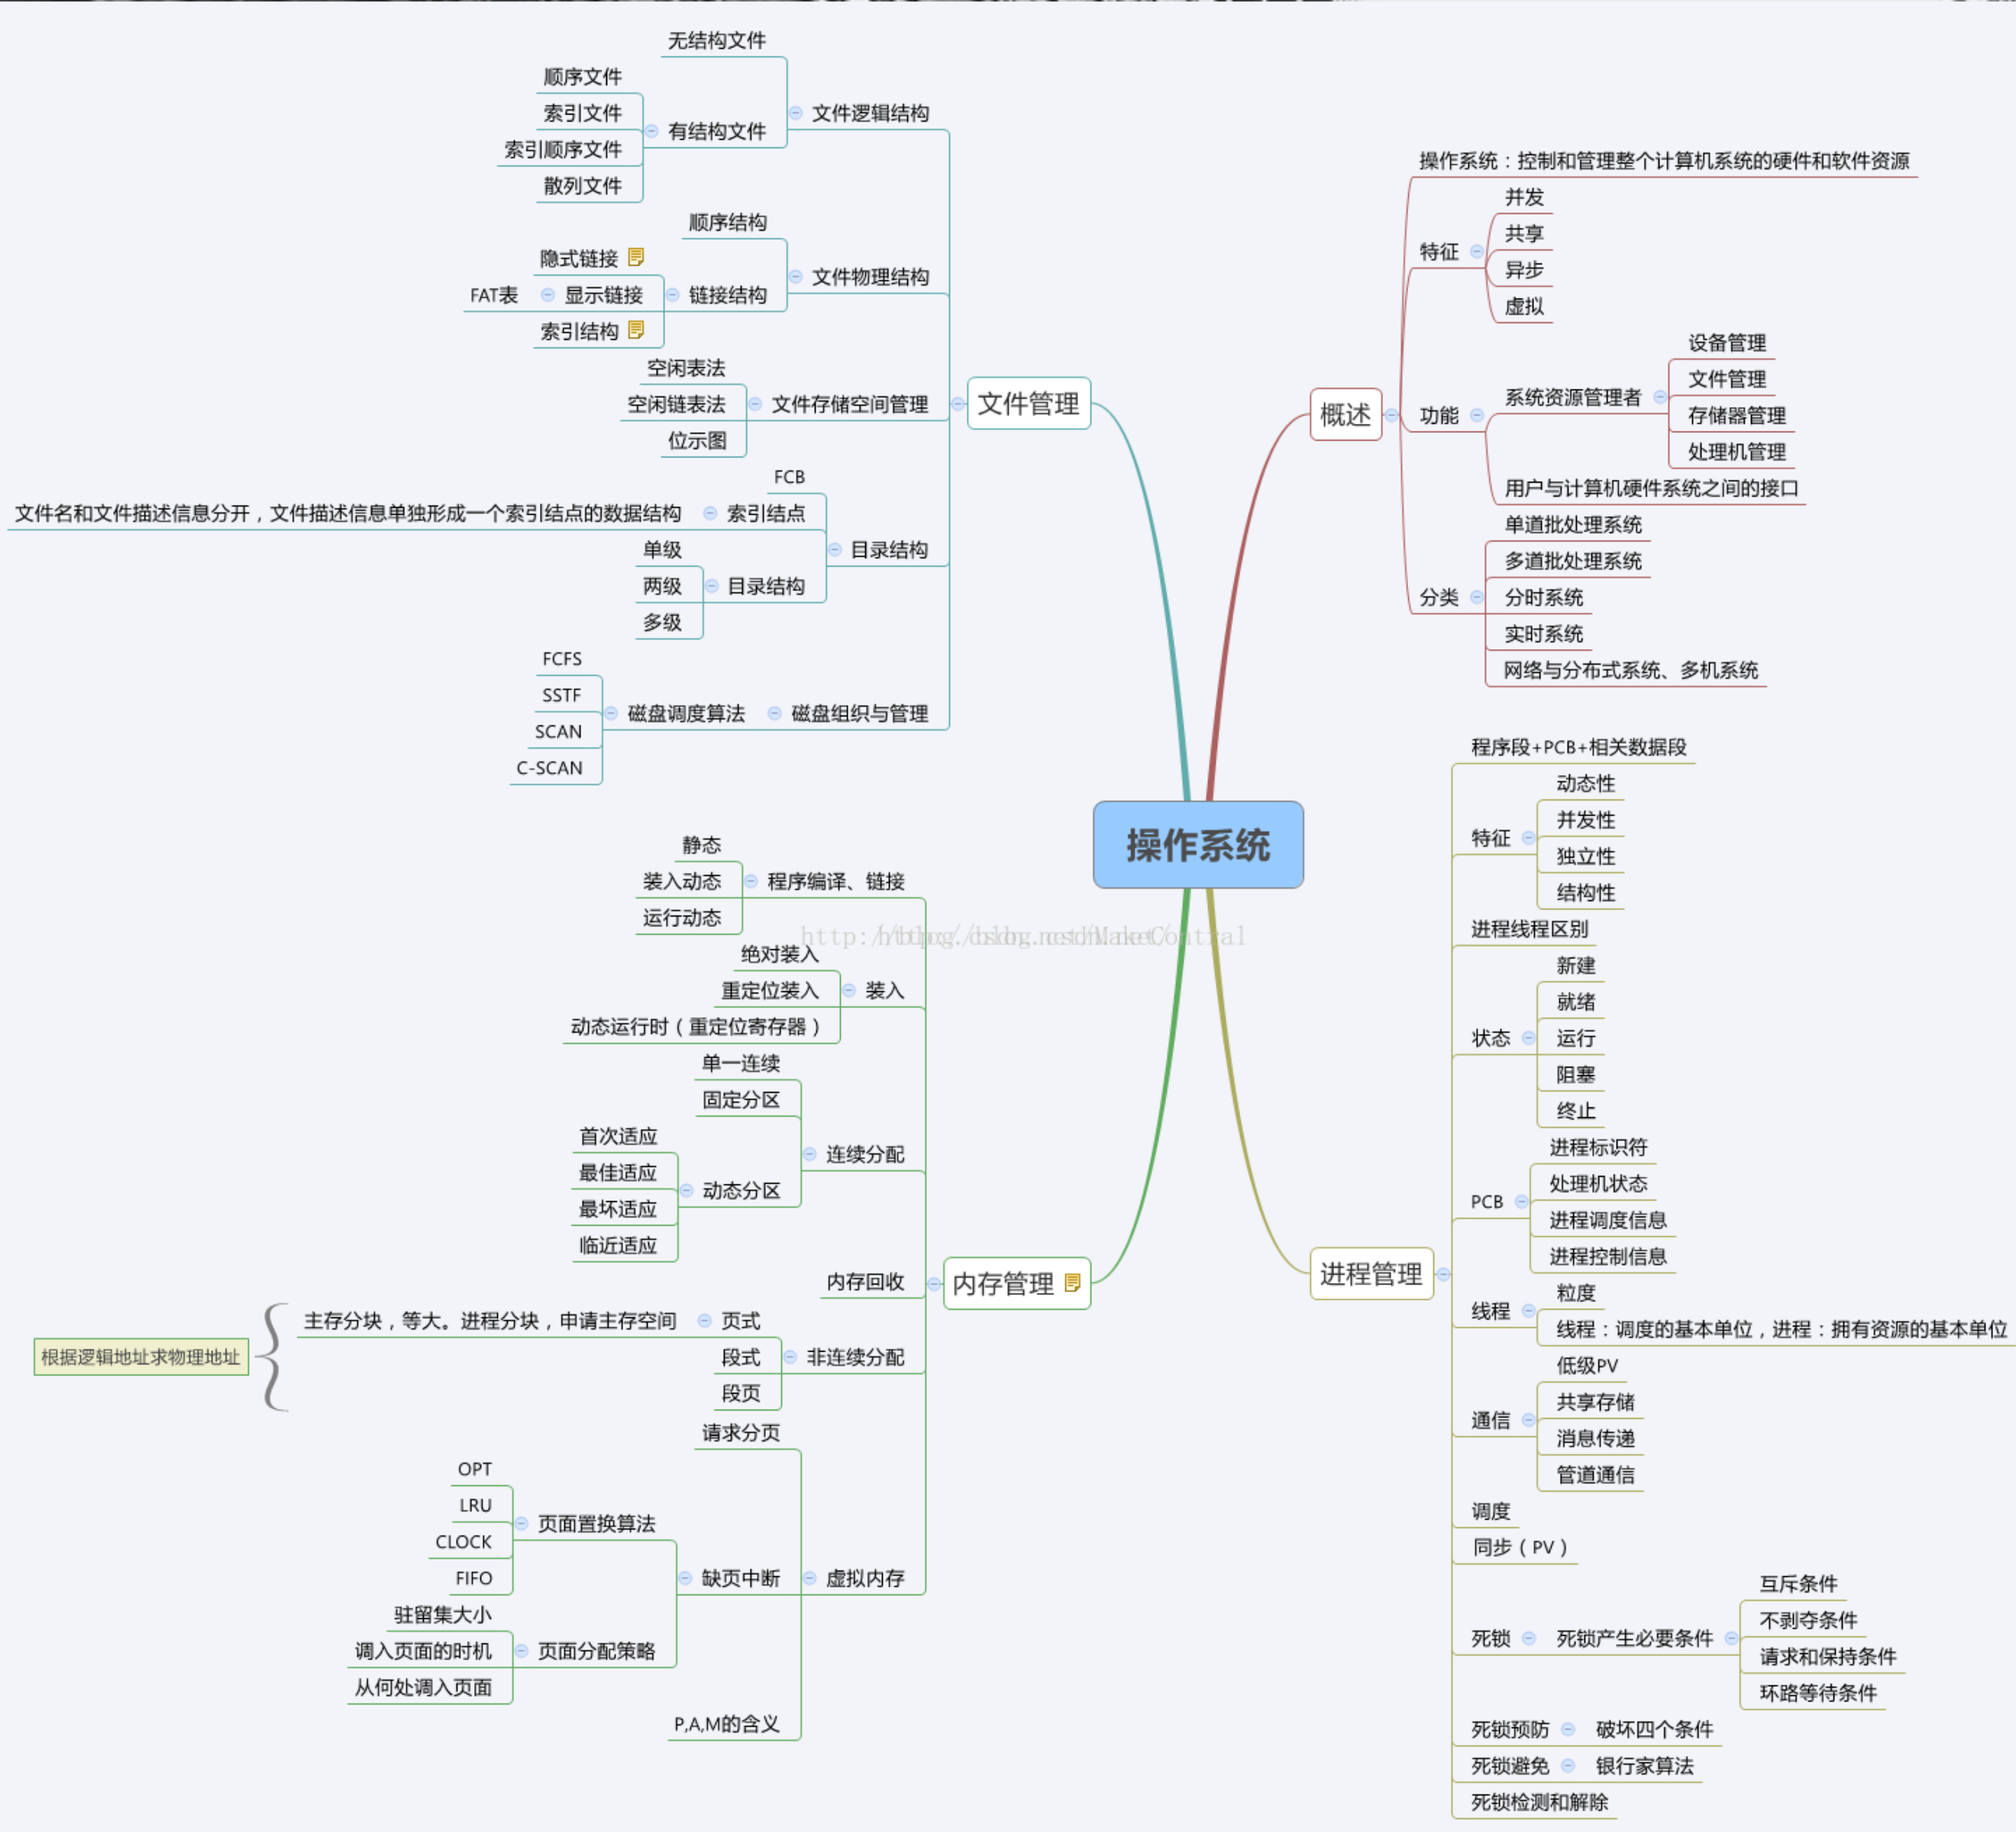 操作系统
概述
操作系统：控制和管理整个计算机系统的硬件和软件资源
特征
并发
共享
异步
虚拟
功能
系统资源管理者
设备管理
文件管理
存储器管理
处理机管理
用户与计算机硬件系统之间的接口
分类
单道批处理系统
多道批处理系统
分时系统
实时系统
网络与分布式系统、多机系统
进程管理
程序段+PCB+相关数据段
特征
动态性
并发性
独立性
结构性
进程线程区别
状态
新建
就绪
运行
阻塞
终止
PCB
进程标识符
处理机状态
进程调度信息
进程控制信息
线程
粒度
线程：调度的基本单位，进程：拥有资源的基本单位
通信
低级PV
共享存储
消息传递
管道通信
调度
同步（PV）
死锁
死锁产生必要条件
互斥条件
不剥夺条件
请求和保持条件
环路等待条件
死锁预防
破坏四个条件
死锁避免
银行家算法
死锁检测和解除
文件管理
文件逻辑结构
无结构文件
有结构文件
顺序文件
索引文件
索引顺序文件
散列文件
文件物理结构
顺序结构
链接结构
隐式链接
显示链接
FAT表
索引结构
文件存储空间管理
空闲表法
空闲链表法
位示图
目录结构
FCB
索引结点
文件名和文件描述信息分开，文件描述信息单独形成一个索引结点的数据结构
目录结构
单级
两级
多级
磁盘组织与管理
磁盘调度算法
FCFS
SSTF
SCAN
C-SCAN
内存管理
程序编译、链接
静态
装入动态
运行动态
装入
绝对装入
重定位装入
动态运行时（重定位寄存器）
连续分配
单一连续
固定分区
动态分区
首次适应
最佳适应
最坏适应
临近适应
内存回收
非连续分配
页式
主存分块，等大。进程分块，申请主存空间
段式
段页
根据逻辑地址求物理地址
虚拟内存
请求分页
缺页中断
页面置换算法
OPT
LRU
CLOCK
FIFO
页面分配策略
驻留集大小
调入页面的时机
从何处调入页面
P,A,M的含义